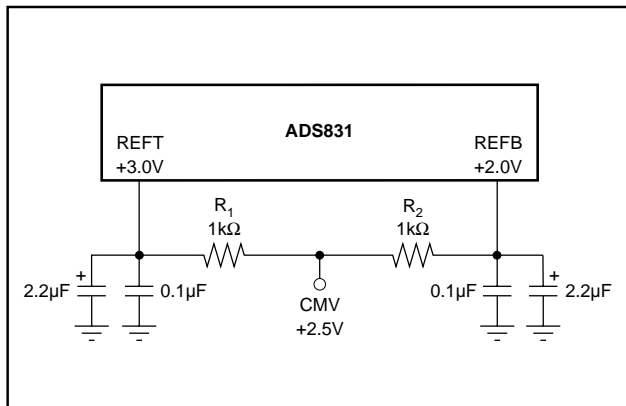 ADS831
REFT
+3.0V
REFB
+2.0V
R1
1kΩ
R2
1kΩ
+
2.2µF
0.1µF
CMV
+2.5V
0.1µF
+
2.2µF